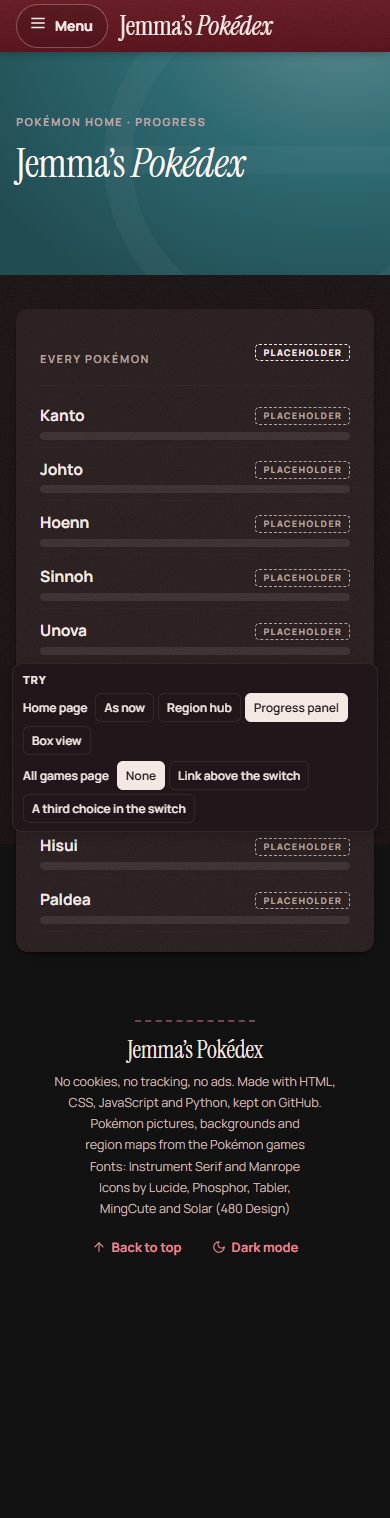 Menu
Jemma's Pokédex
POKÉMON HOME · PROGRESS
Jemma's Pokédex
EVERY POKÉMON
PLACEHOLDER
Kanto
PLACEHOLDER
Johto
PLACEHOLDER
Hoenn
PLACEHOLDER
Sinnoh
PLACEHOLDER
Unova
PLACEHOLDER
TRY
Home page
As now
Region hub
Progress panel
Box view
All games page
None
Link above the switch
A third choice in the switch
Hisui
PLACEHOLDER
Paldea
PLACEHOLDER
Jemma's Pokédex
No cookies, no tracking, no ads. Made with HTML,
CSS, JavaScript and Python, kept on GitHub.
Pokémon pictures, backgrounds and
region maps from the Pokémon games
Fonts: Instrument Serif and Manrope
Icons by Lucide, Phosphor, Tabler,
MingCute and Solar (480 Design)
Back to top
Dark mode